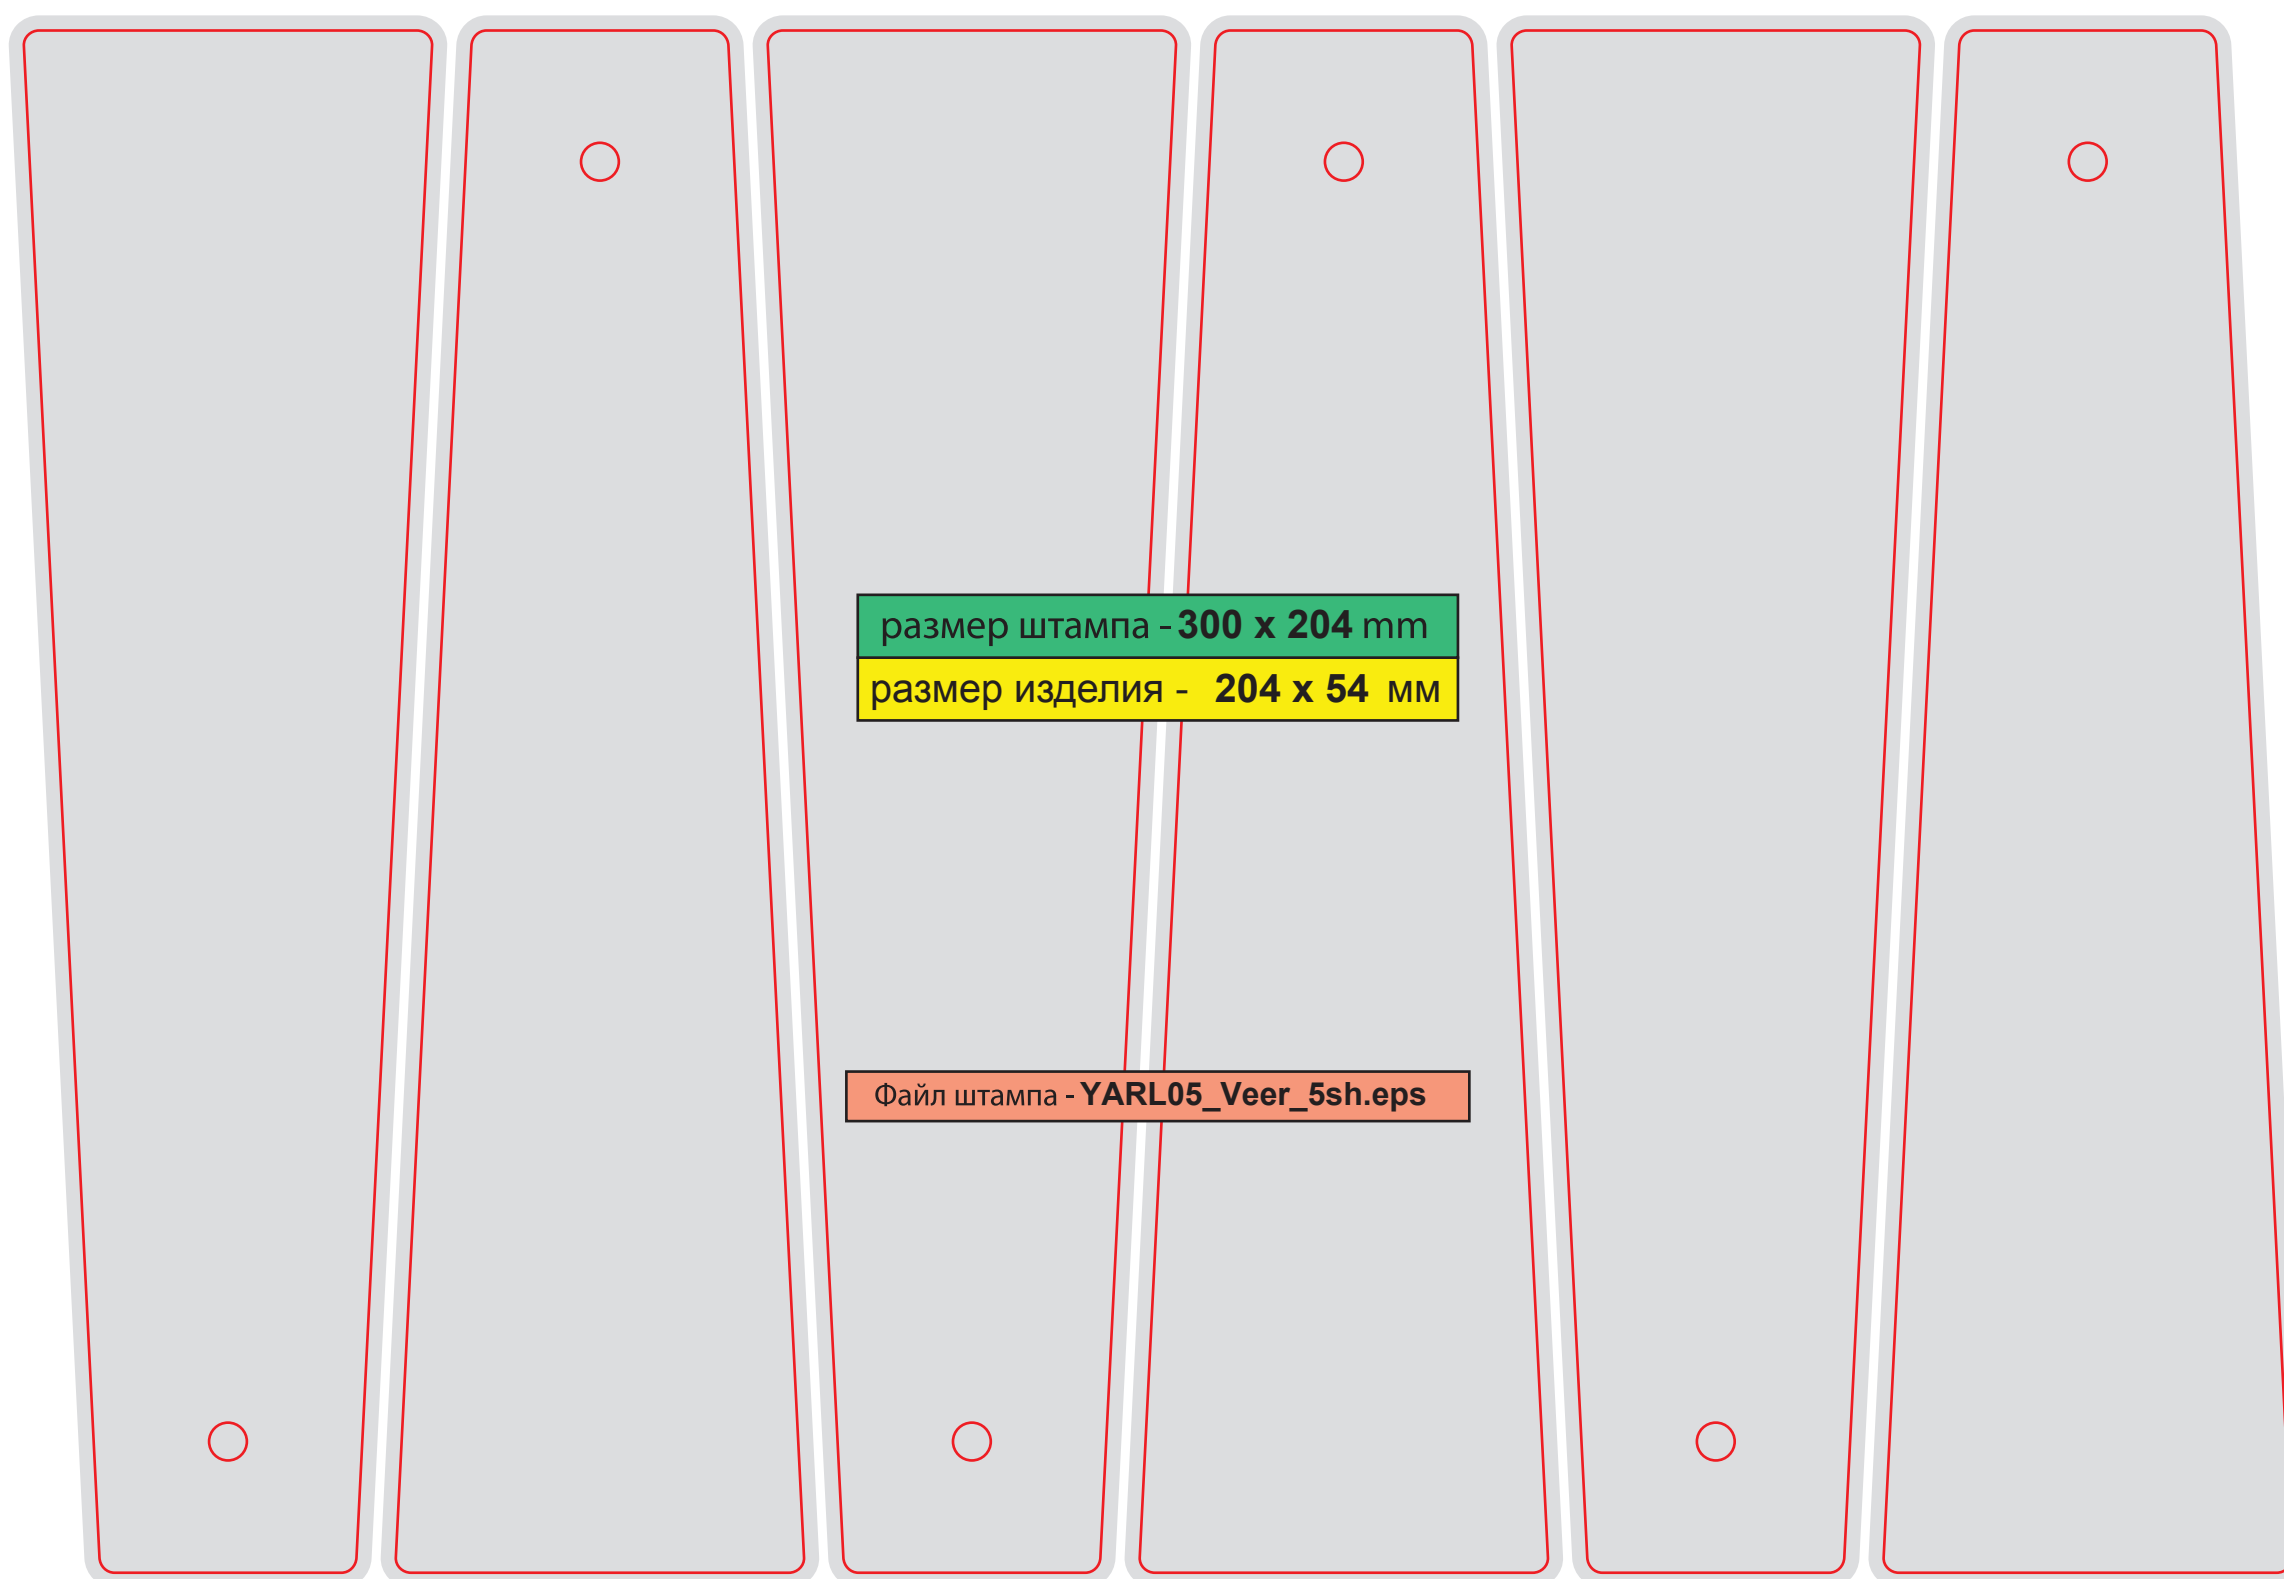 размер штампа - 300 x 204 mm
размер изделия - 204 x 54 мм
Файл штампа - YARL05_Veer_5sh.eps